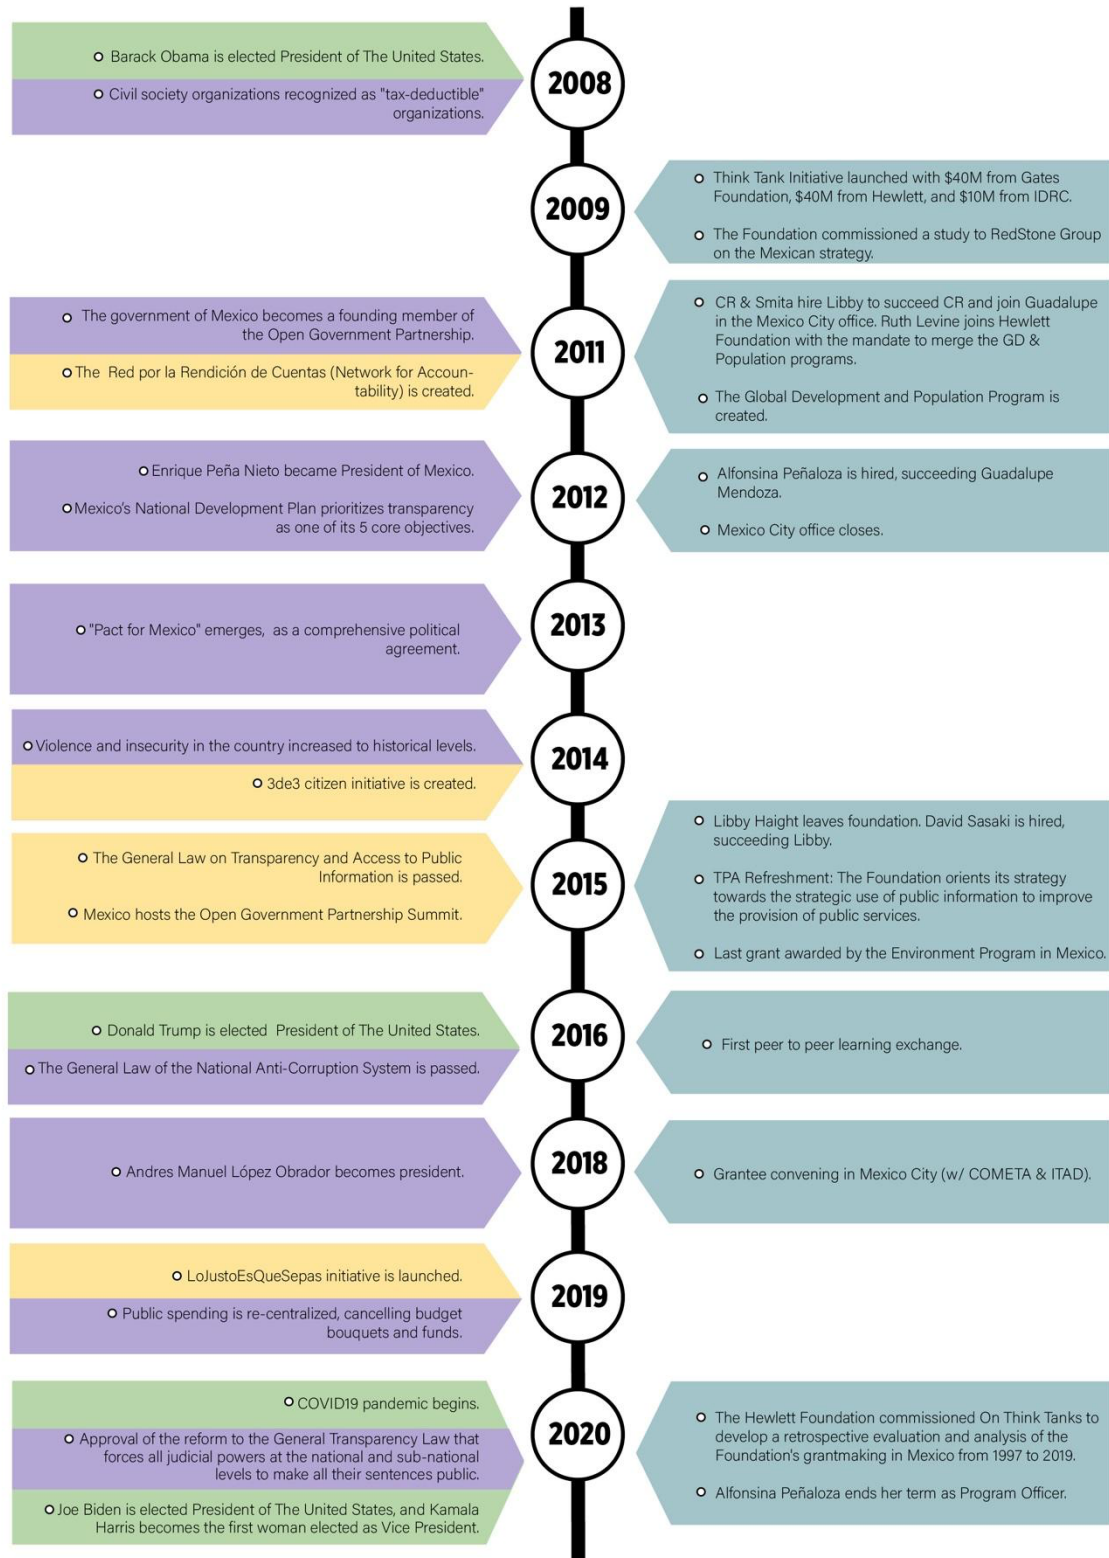 Barack Obama is elected President of The United States.
Civil society organizations recognized as "tax-deductible"
organizations.
2008
2009
Think Tank Initiative launched with $40M from Gates
Foundation, $40M from Hewlett, and $10M from IDRC.
The Foundation commissioned a study to RedStone Group
on the Mexican strategy.
The government of Mexico becomes a founding member of
the Open Government Partnership.
The Red por la Rendición de Cuentas (Network for Accoun-
tability) is created.
2011
CR & Smita hire Libby to succeed CR and join Guadalupe
in the Mexico City office. Ruth Levine joins Hewlett
Foundation with the mandate to merge the GD &
Population programs.
The Global Development and Population Program is
created.
Enrique Peña Nieto became President of Mexico.
Mexico's National Development Plan prioritizes transparency
as one of its 5 core objectives.
2012
Alfonsina Peñaloza is hired, succeeding Guadalupe
Mendoza.
Mexico City office closes.
"Pact for Mexico" emerges, as a comprehensive political
agreement.
2013
Violence and insecurity in the country increased to historical levels.
3de3 citizen initiative is created.
2014
The General Law on Transparency and Access to Public
Information is passed.
Mexico hosts the Open Government Partnership Summit.
2015
Libby Haight leaves foundation. David Sasaki is hired,
succeeding Libby.
TPA Refreshment: The Foundation orients its strategy
towards the strategic use of public information to improve
the provision of public services.
Last grant awarded by the Environment Program in Mexico.
Donald Trump is elected President of The United States.
The General Law of the National Anti-Corruption System is passed.
2016
First peer to peer learning exchange.
Andres Manuel López Obrador becomes president.
2018
Grantee convening in Mexico City (w/ COMETA & ITAD).
LoJustoEsQueSepas initiative is launched.
Public spending is re-centralized, cancelling budget
bouquets and funds.
2019
COVID19 pandemic begins.
Approval of the reform to the General Transparency Law that
forces all judicial powers at the national and sub-national
levels to make all their sentences public.
Joe Biden is elected President of The United States, and Kamala
Harris becomes the first woman elected as Vice President.
2020
The Hewlett Foundation commissioned On Think Tanks to
develop a retrospective evaluation and analysis of the
Foundation's grantmaking in Mexico from 1997 to 2019.
Alfonsina Peñaloza ends her term as Program Officer.